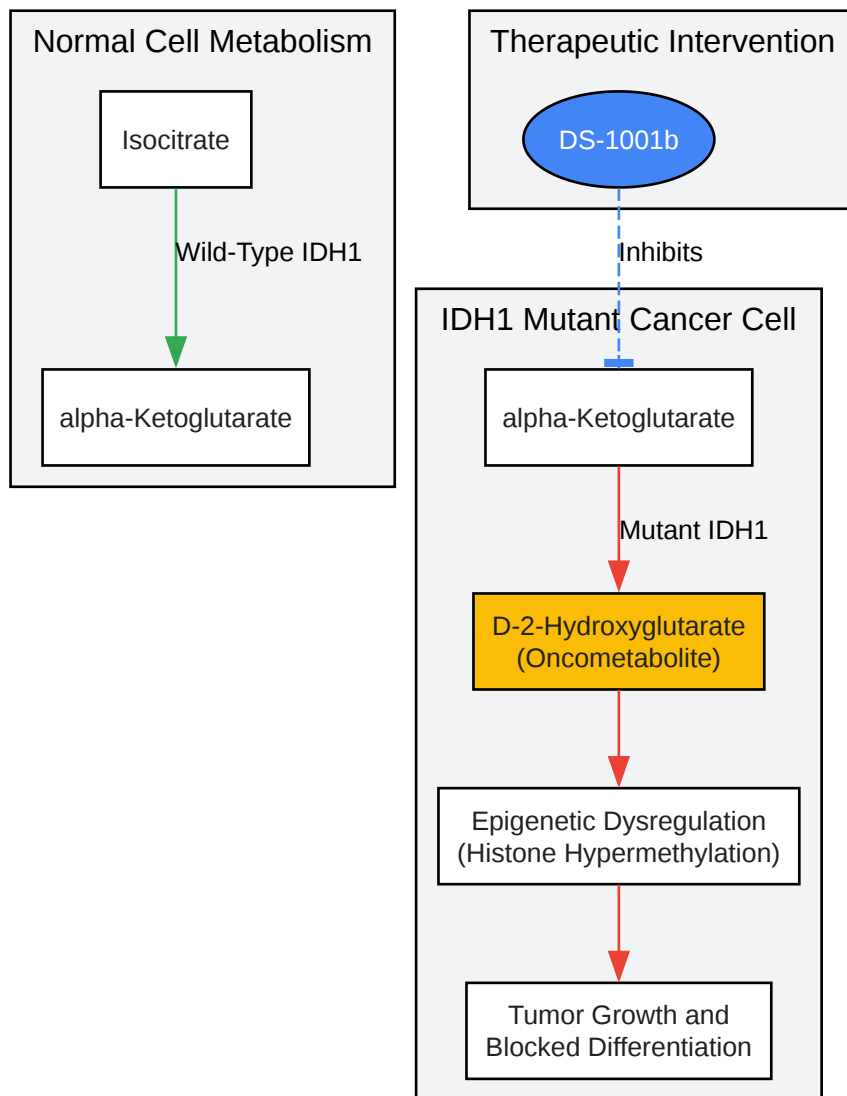 Normal Cell Metabolism
Isocitrate
Wild-Type IDH1
alpha-Ketoglutarate
Therapeutic Intervention
DS-1001b
Inhibits
IDH1 Mutant Cancer Cell
alpha-Ketoglutarate
Mutant IDH1
D-2-Hydroxyglutarate
(Oncometabolite)
Epigenetic Dysregulation
(Histone Hypermethylation)
Tumor Growth and
Blocked Differentiation